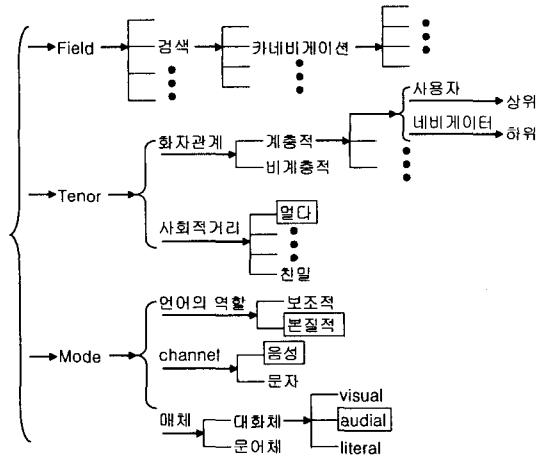 Field
검색
카네비게이션
사용자
상위
네비게이터
하위
화자관계
계층적
비계층적
Tenor
사회적거리
멀다
친밀
언어의 역할
보조적
본질적
Mode
channel
음성
문자
매체
대화체
visual
audial
문어체
literal